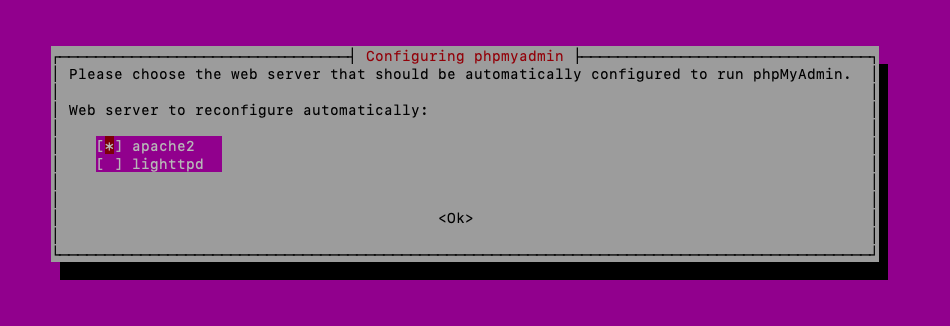 Configuring phpmyadmin
Please choose the web server that should be automatically configured to run phpMyAdmin.
Web server to reconfigure automatically:
[*] apache2
[ ] lighttpd
<Ok>